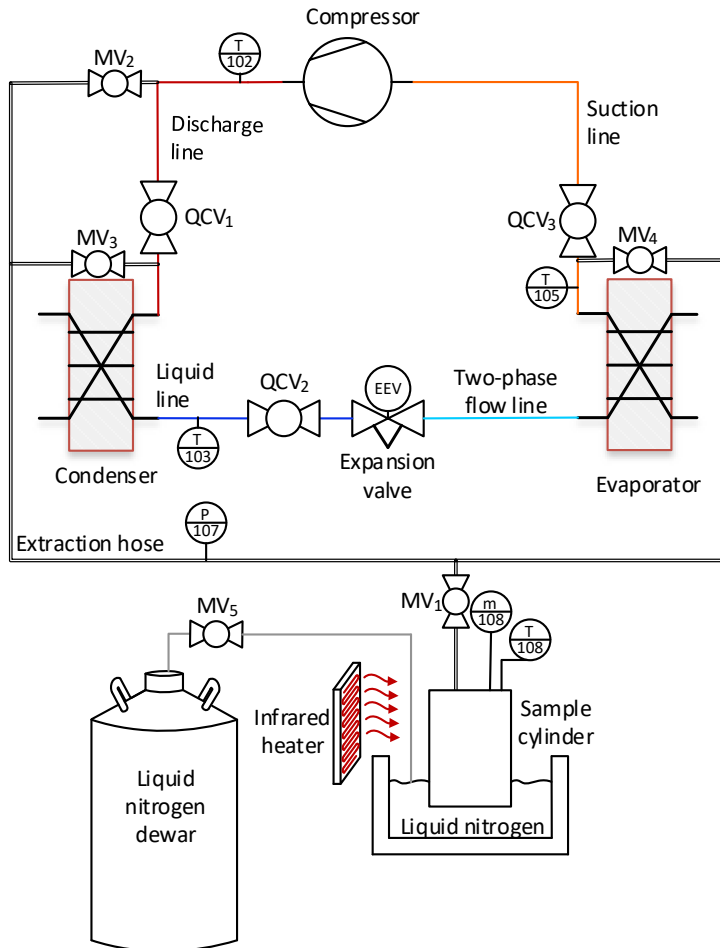 Compressor
MV2
T
102
Discharge
line
Suction
line
QCV1
QCV3
MV3
MV4
T
105
Liquid
line
QCV2
EEV
Two-phase
flow line
T
103
Condenser
Expansion
valve
Evaporator
P
107
Extraction hose
MV5
MV1
m
108
T
108
Infrared
heater
Sample
cylinder
Liquid
nitrogen
dewar
Liquid nitrogen